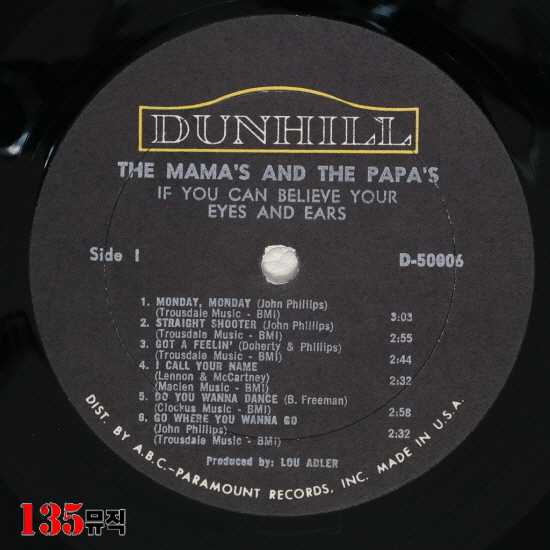 DUNHILL
THE MAMA'S AND THE PAPA'S
IF YOU CAN BELIEVE YOUR
EYES AND EARS
Side 1
D-50006
1. MONDAY, MONDAY (John Phillips)
(Trousdale Music - BMI) 3:03
2. STRAIGHT SHOOTER (John Phillips)
(Trousdale Music - BMI) 2:55
3. GOT A FEELIN' (Doherty & Phillips)
(Trousdale Music - BMI) 2:44
4. I CALL YOUR NAME
(Lennon & McCartney)
(Maclen Music - BMI) 2:32
5. DO YOU WANNA DANCE (B. Freeman)
(Clockus Music - BMI) 2:58
6. GO WHERE YOU WANNA GO
(John Phillips) 2:32
(Trousdale Music - BMI)
Produced by: LOU ADLER
DIST. BY A.B.C.-PARAMOUNT RECORDS, INC. MADE IN U.S.A.
135뮤직